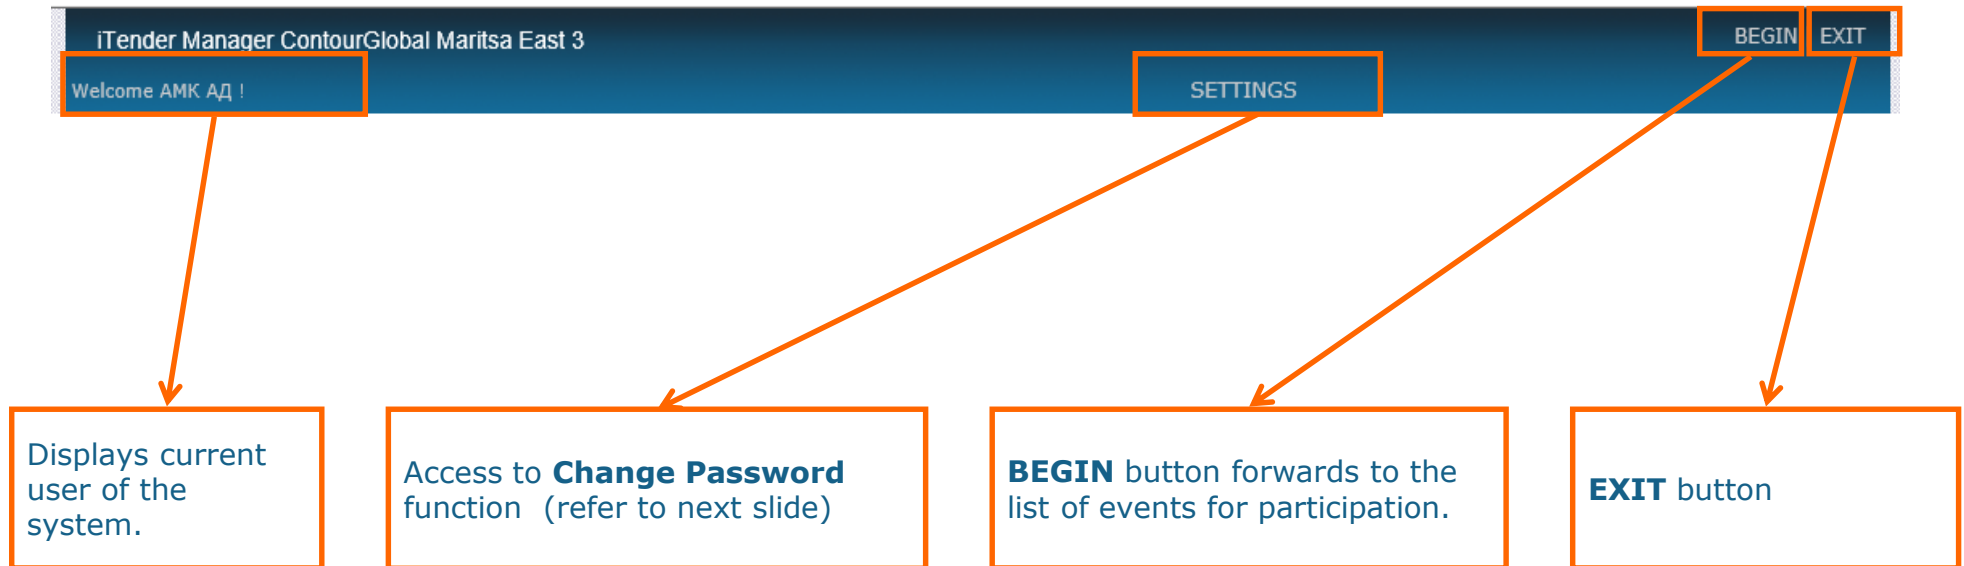 iTender Manager ContourGlobal Maritsa East 3
BEGIN
EXIT
Welcome АМК АД !
SETTINGS
Displays current
user of the
system.
Access to Change Password
function (refer to next slide)
BEGIN button forwards to the
list of events for participation.
EXIT button